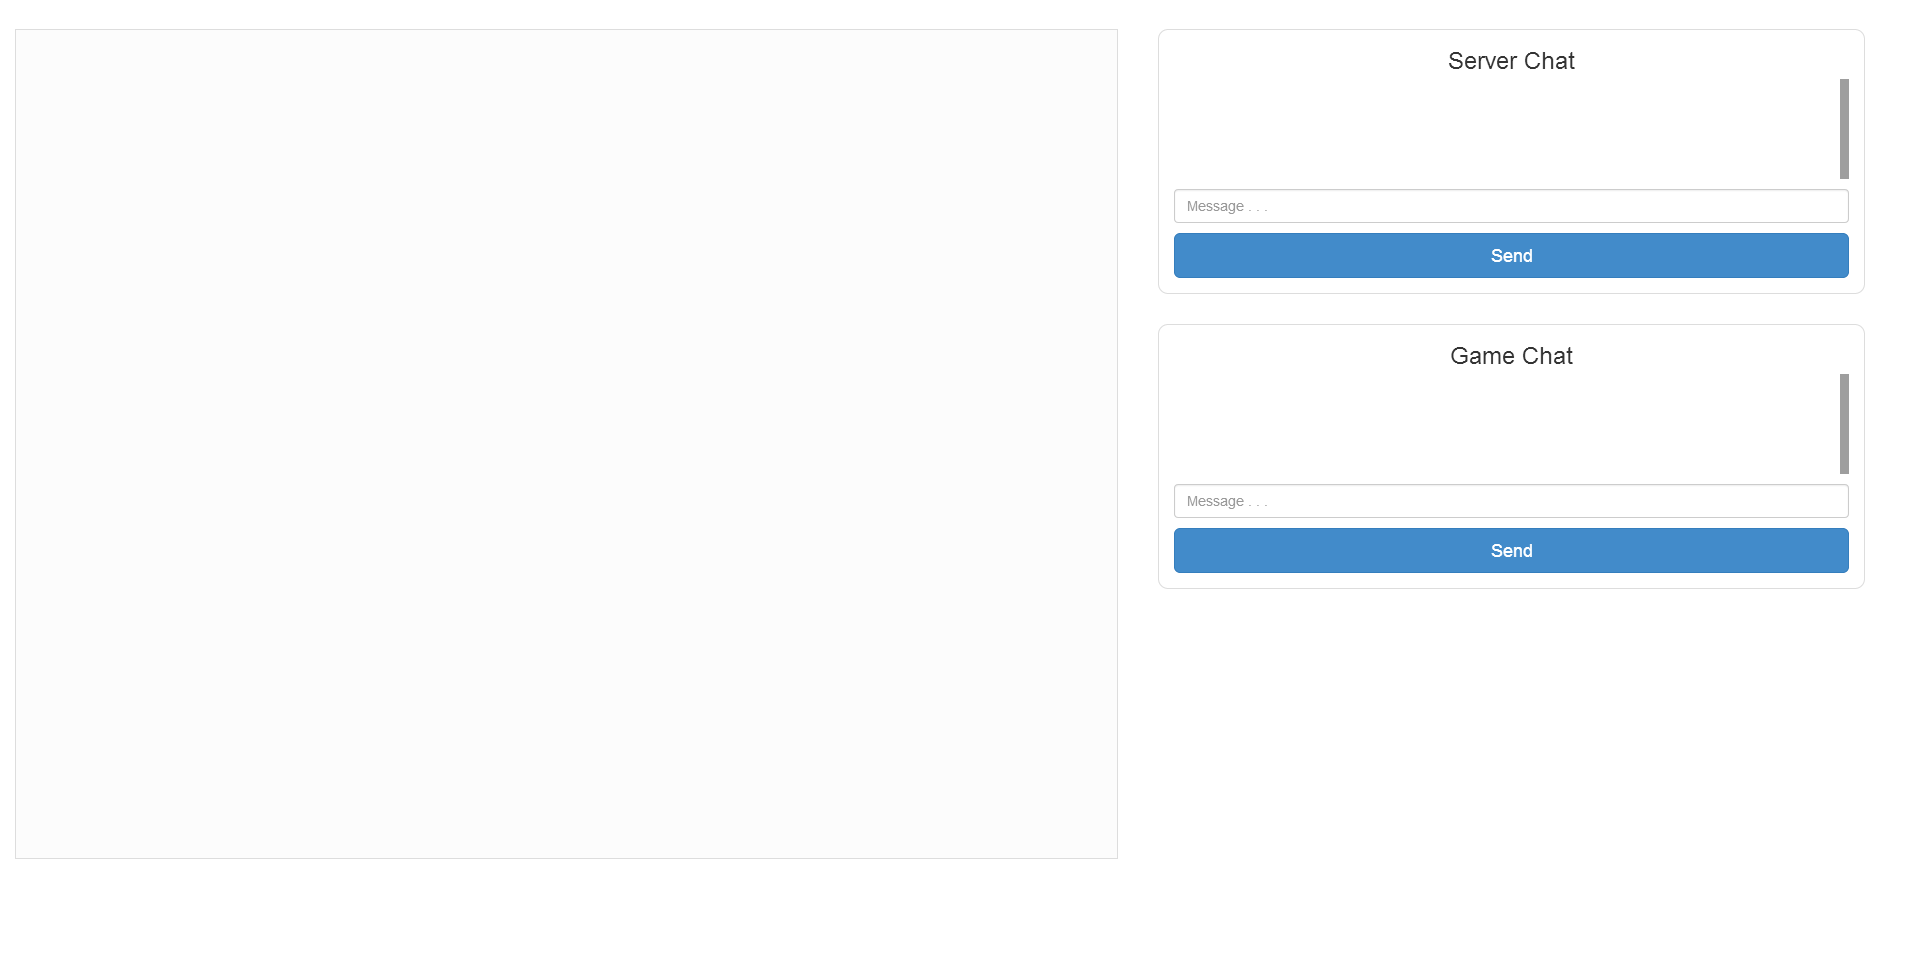 Server Chat
Message . . .
Send
Game Chat
Message . . .
Send